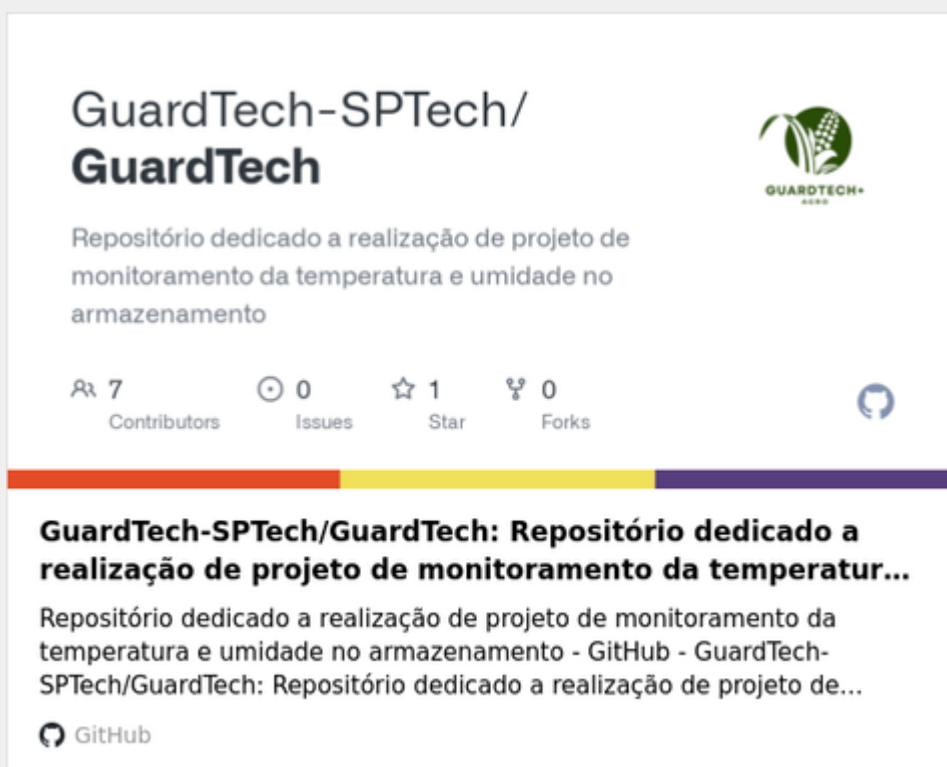 GuardTech-SPTech/
GuardTech
GUARDTECH+
AGRO
Repositório dedicado a realização de projeto de
monitoramento da temperatura e umidade no
armazenamento
7 0 1 0
Contributors Issues Star Forks
GuardTech-SPTech/GuardTech: Repositório dedicado a
realização de projeto de monitoramento da temperatur...
Repositório dedicado a realização de projeto de monitoramento da
temperatura e umidade no armazenamento - GitHub - GuardTech-
SPTech/GuardTech: Repositório dedicado a realização de projeto de...
GitHub